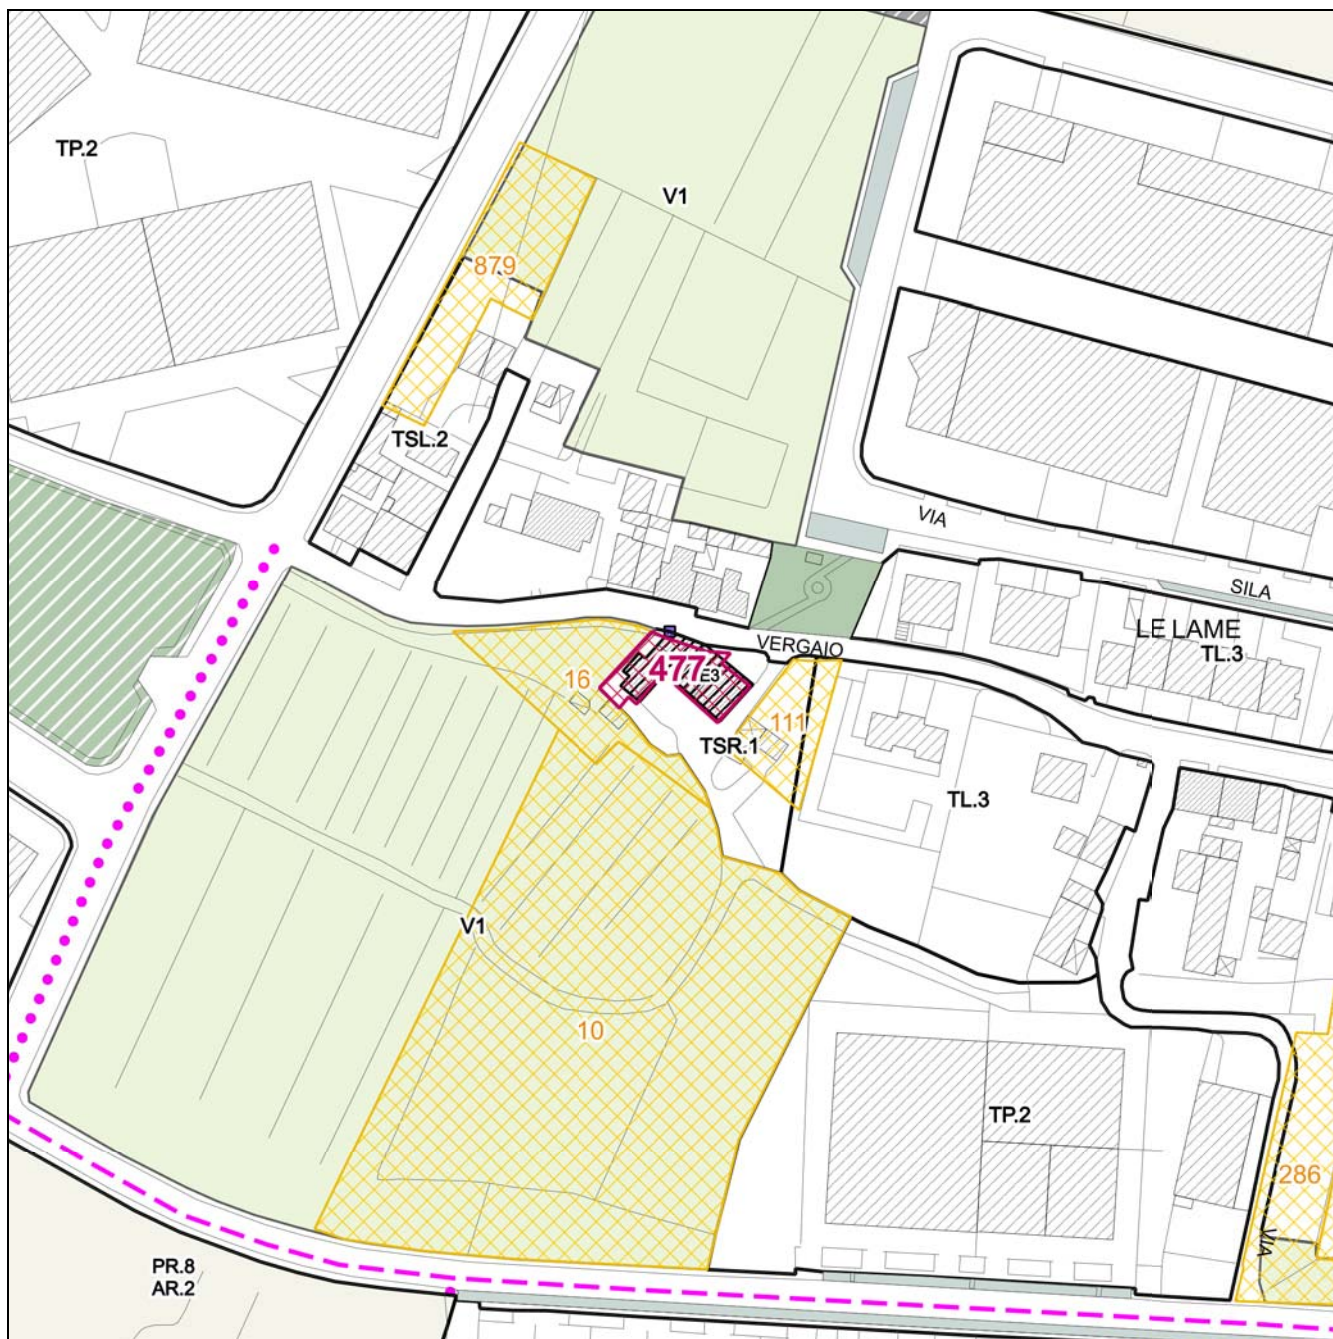 TP.2
V1
879
TSL.2
VIA
SILA
LE LAME
TL.3
VERGAIO
477
E3
16
111
TSR.1
TL.3
V1
10
TP.2
286
VIA
PR.8
AR.2